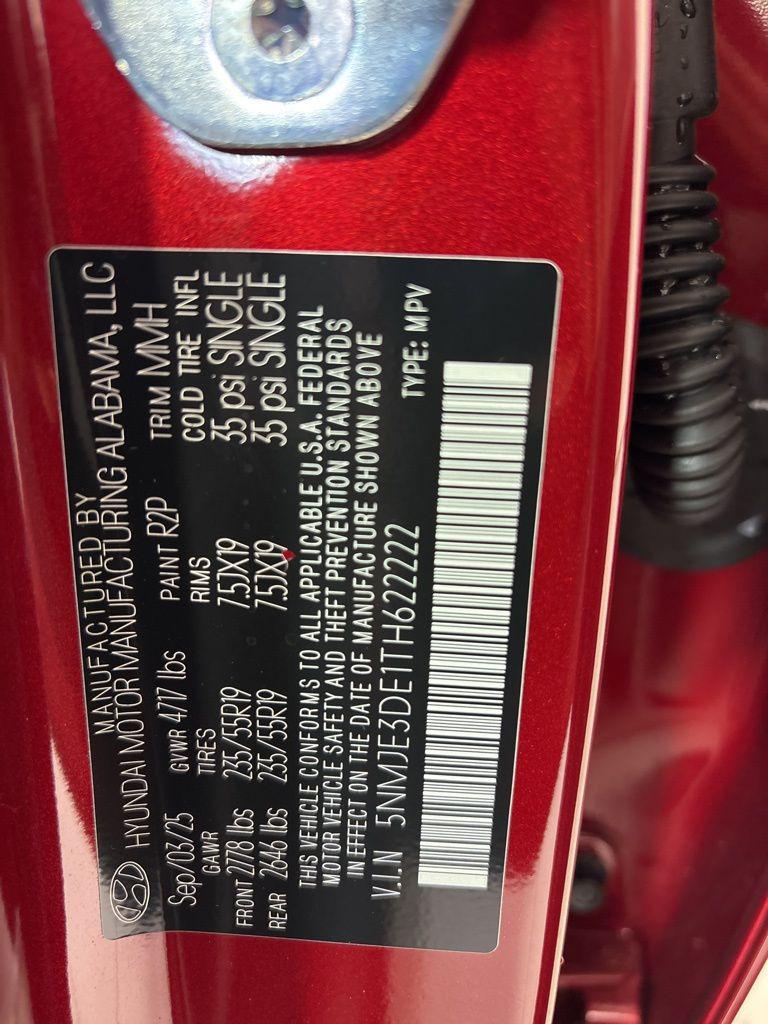 MANUFACTURED BY
HYUNDAI MOTOR MANUFACTURING ALABAMA, LLC
Sep/03/25 GVWR 4717 lbs PAINT R2P TRIM MMH
GAWR TIRES RIMS COLD TIRE INFL
FRONT 2778 lbs 235/55R19 7.5JX19 35 psi SINGLE
REAR 2646 lbs 235/55R19 7.5JX19 35 psi SINGLE
THIS VEHICLE CONFORMS TO ALL APPLICABLE U.S.A. FEDERAL
MOTOR VEHICLE SAFETY AND THEFT PREVENTION STANDARDS
IN EFFECT ON THE DATE OF MANUFACTURE SHOWN ABOVE
V.I.N 5NMJE3DE1TH622222 TYPE: MPV